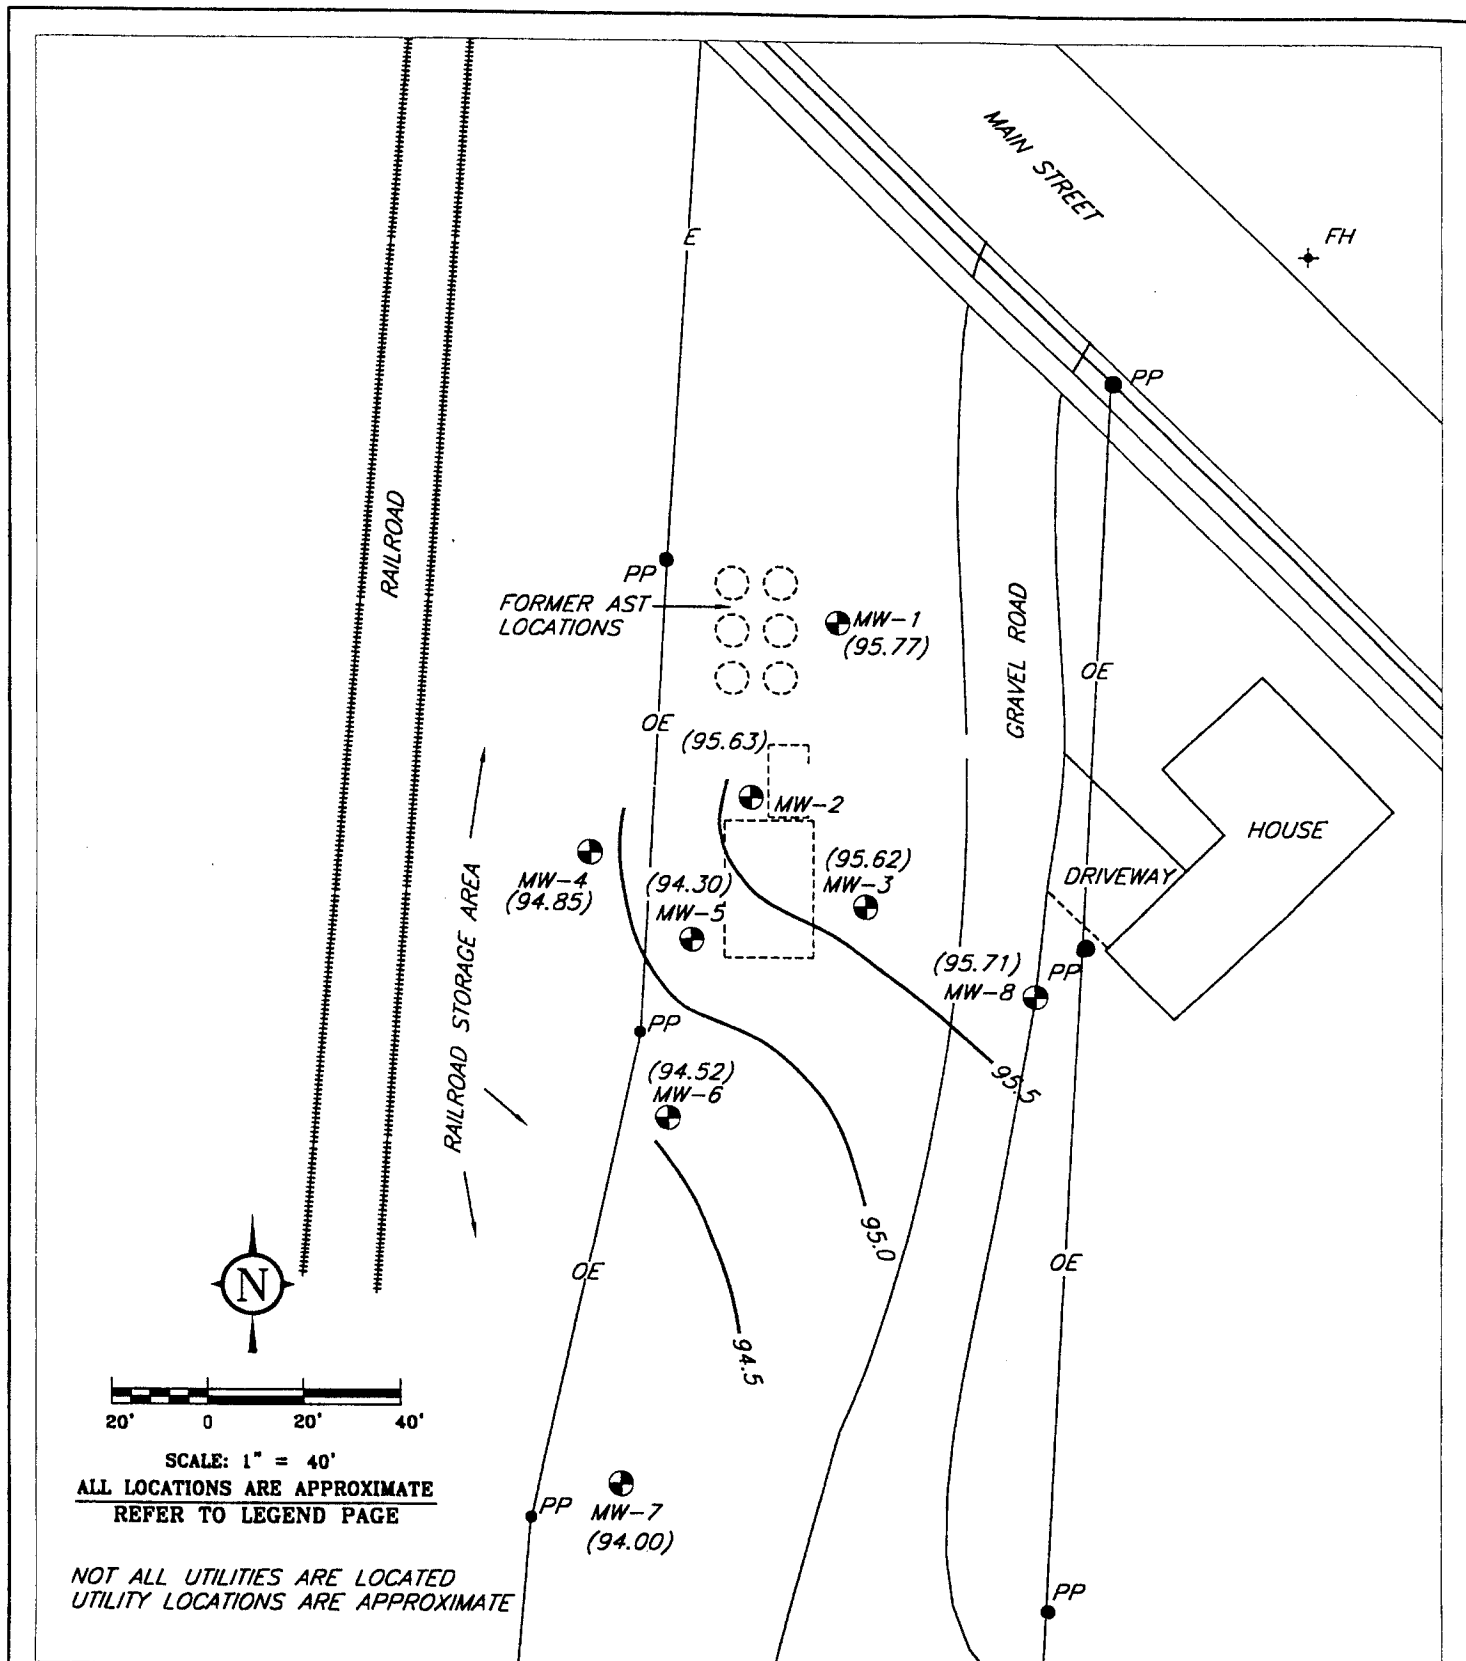 MAIN STREET
FH
E
PP
RAILROAD
PP
FORMER AST
LOCATIONS
MW-1
(95.77)
GRAVEL ROAD
OE
OE
(95.63)
MW-2
HOUSE
DRIVEWAY
(95.62)
MW-3
MW-4
(94.85)
(94.30)
MW-5
RAILROAD STORAGE AREA
(95.71)
MW-8
PP
PP
(94.52)
MW-6
95.5
95.0
OE
OE
94.5
N
20' 0 20' 40'
SCALE: 1" = 40'
ALL LOCATIONS ARE APPROXIMATE
REFER TO LEGEND PAGE
PP
MW-7
(94.00)
NOT ALL UTILITIES ARE LOCATED
UTILITY LOCATIONS ARE APPROXIMATE
PP